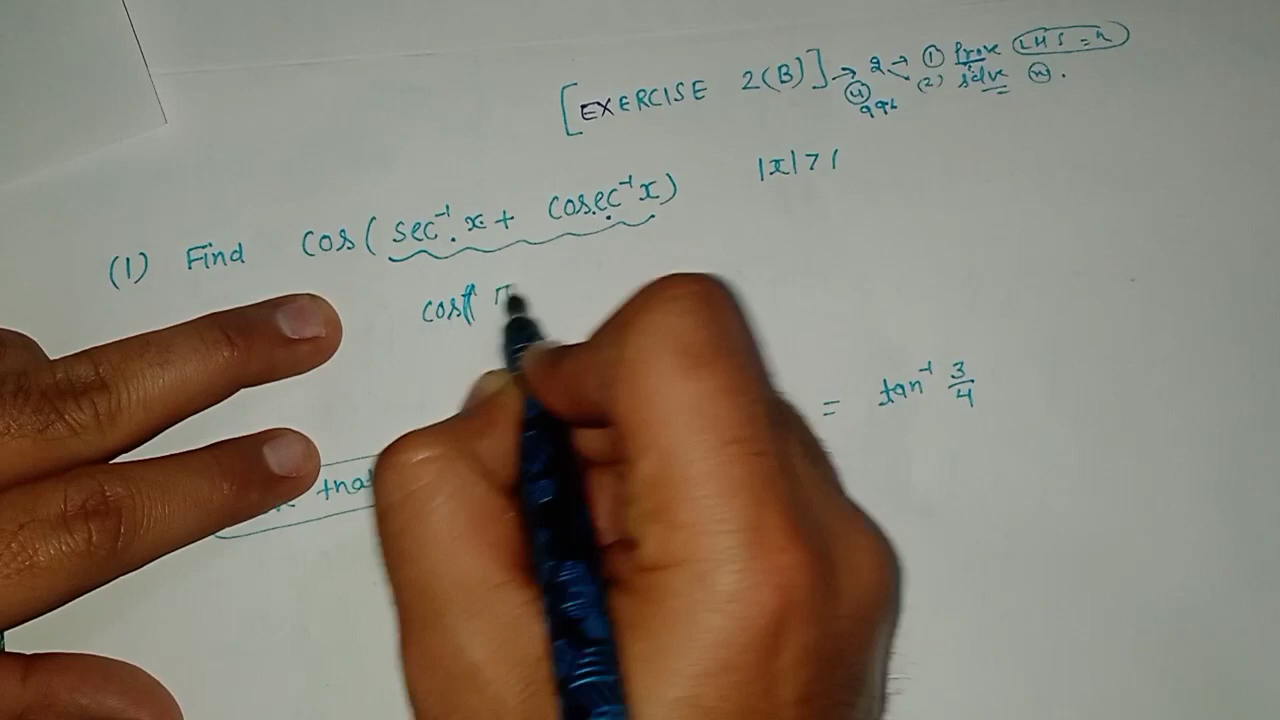 [EXERCISE 2(B)] → 2 → (1) Prove LHS = R
(4) (2) solve (x).
|x| > 1
(1) Find cos( sec⁻¹ x + cosec⁻¹ x)
cos( π
= tan⁻¹ 3/4
that